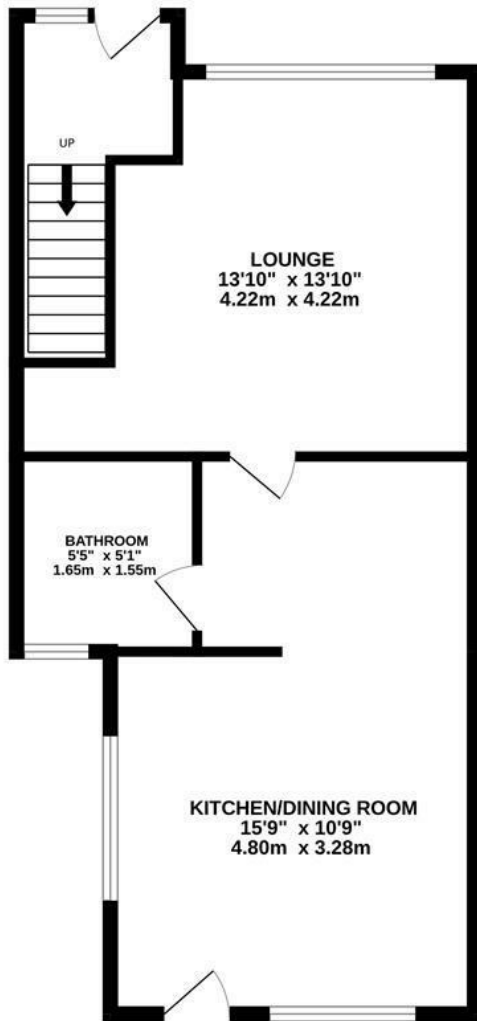 UP
LOUNGE
13'10" x 13'10"
4.22m x 4.22m
BATHROOM
5'5" x 5'1"
1.65m x 1.55m
KITCHEN/DINING ROOM
15'9" x 10'9"
4.80m x 3.28m